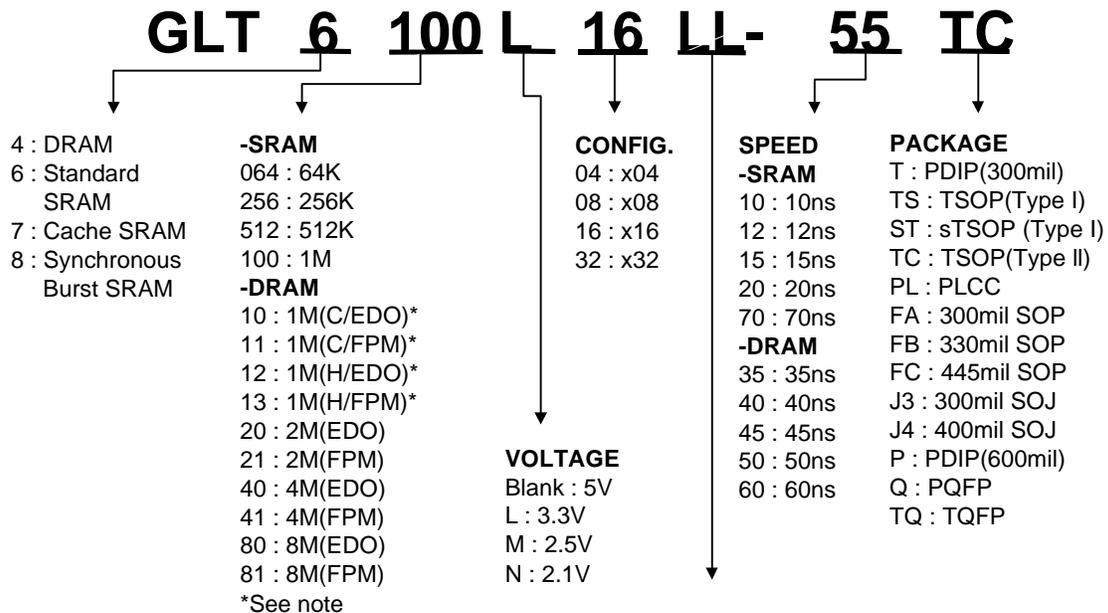 GLT 6 100 L 16 LL- 55 TC
4 : DRAM
6 : Standard
SRAM
7 : Cache SRAM
8 : Synchronous
Burst SRAM
-SRAM
064 : 64K
256 : 256K
512 : 512K
100 : 1M
-DRAM
10 : 1M(C/EDO)*
11 : 1M(C/FPM)*
12 : 1M(H/EDO)*
13 : 1M(H/FPM)*
20 : 2M(EDO)
21 : 2M(FPM)
40 : 4M(EDO)
41 : 4M(FPM)
80 : 8M(EDO)
81 : 8M(FPM)
*See note
VOLTAGE
Blank : 5V
L : 3.3V
M : 2.5V
N : 2.1V
CONFIG.
04 : x04
08 : x08
16 : x16
32 : x32
SPEED
-SRAM
10 : 10ns
12 : 12ns
15 : 15ns
20 : 20ns
70 : 70ns
-DRAM
35 : 35ns
40 : 40ns
45 : 45ns
50 : 50ns
60 : 60ns
PACKAGE
T : PDIP(300mil)
TS : TSOP(Type I)
ST : sTSOP (Type I)
TC : TSOP(Type II)
PL : PLCC
FA : 300mil SOP
FB : 330mil SOP
FC : 445mil SOP
J3 : 300mil SOJ
J4 : 400mil SOJ
P : PDIP(600mil)
Q : PQFP
TQ : TQFP